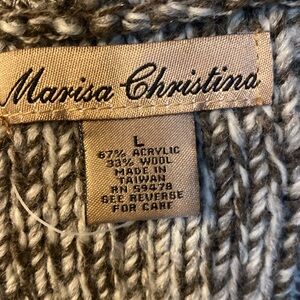 Marisa Christina
L
67% ACRYLIC
33% WOOL
MADE IN
TAIWAN
RN 59478
SEE REVERSE
FOR CARE